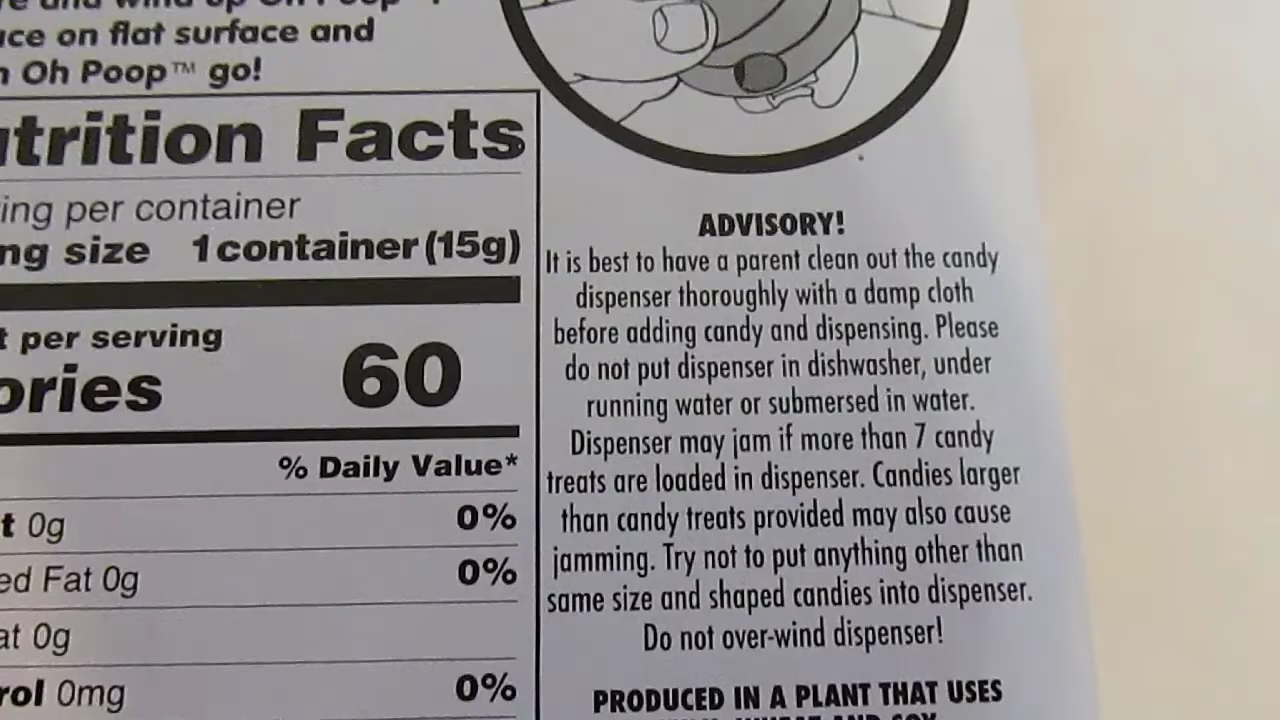 ace on flat surface and
Oh Poop™ go!
utrition Facts
ing per container
ng size 1 container (15g)
t per serving
ories 60
% Daily Value*
t 0g 0%
ed Fat 0g 0%
at 0g
rol 0mg 0%
ADVISORY!
It is best to have a parent clean out the candy
dispenser thoroughly with a damp cloth
before adding candy and dispensing. Please
do not put dispenser in dishwasher, under
running water or submersed in water.
Dispenser may jam if more than 7 candy
treats are loaded in dispenser. Candies larger
than candy treats provided may also cause
jamming. Try not to put anything other than
same size and shaped candies into dispenser.
Do not over-wind dispenser!
PRODUCED IN A PLANT THAT USES